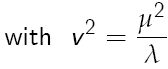 with v² = μ²/λ